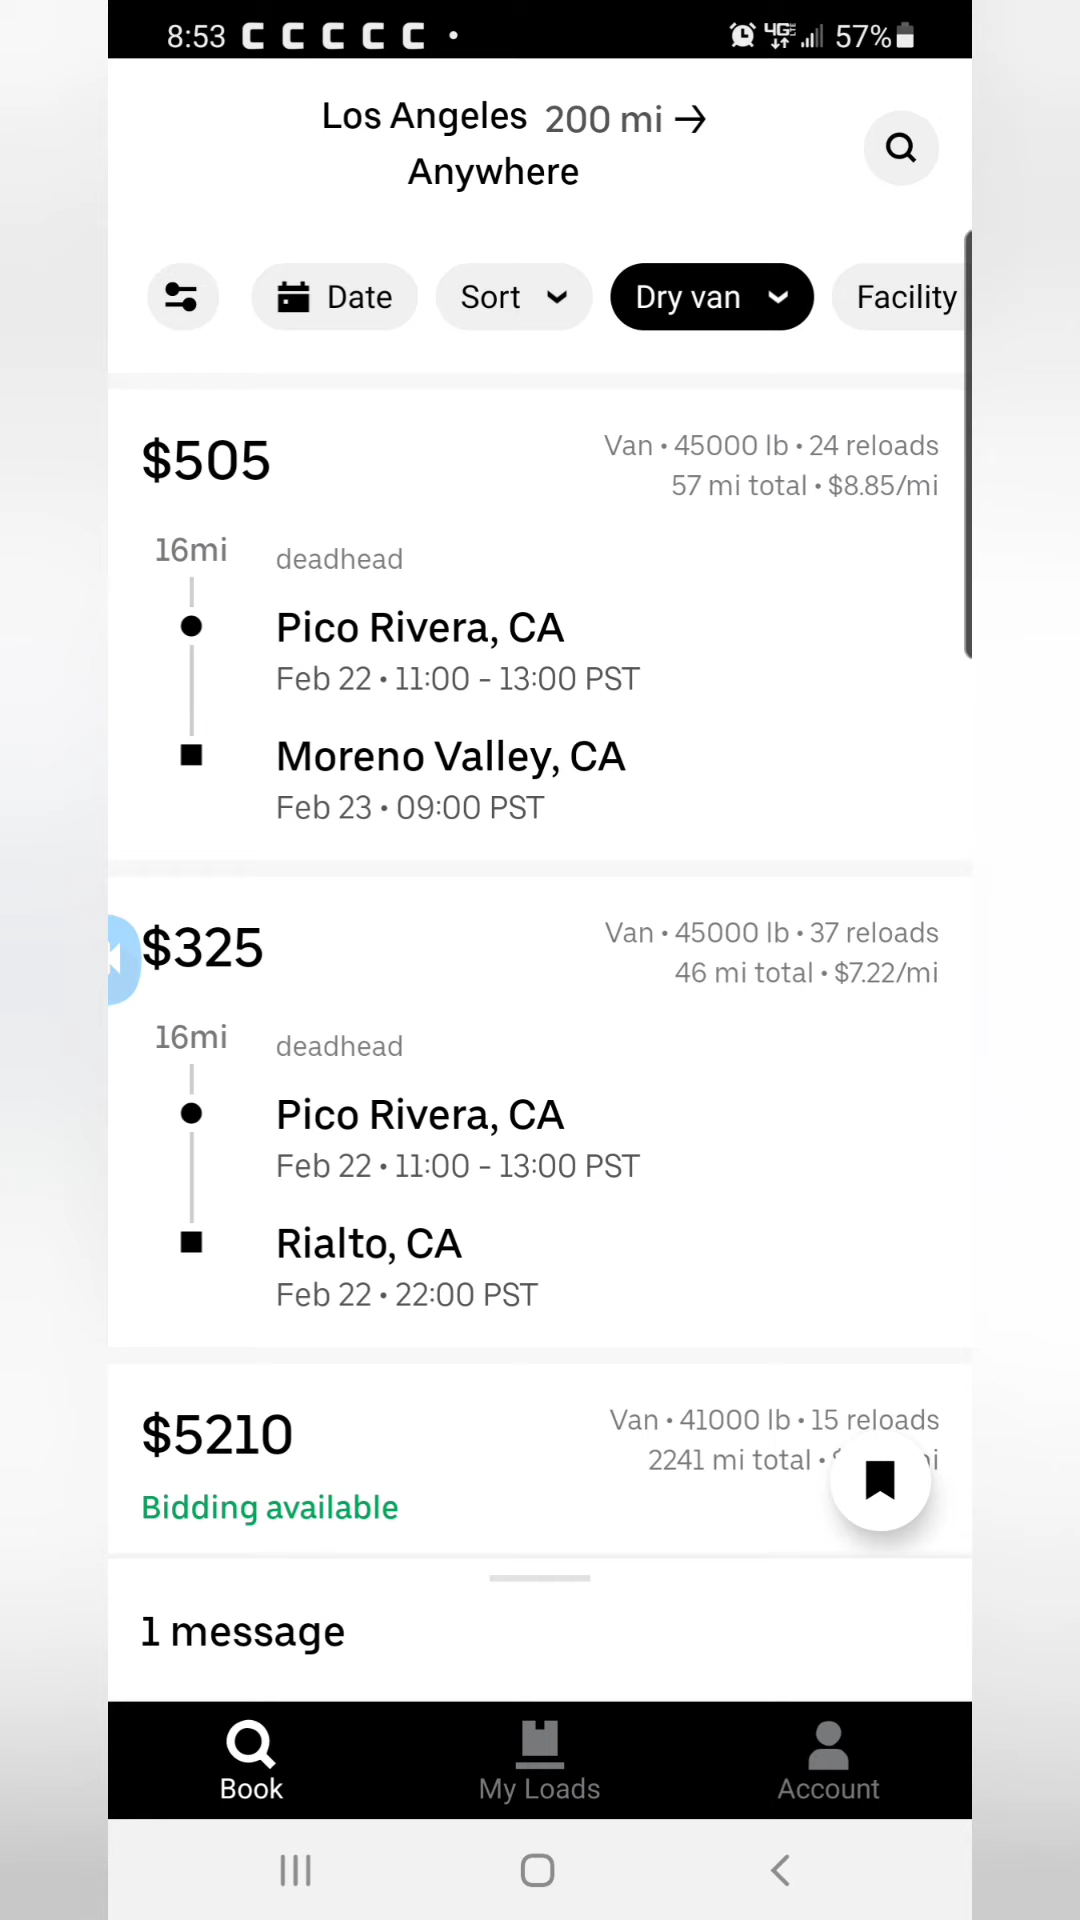 8:53 C C C C C • 4GE 57%
Los Angeles 200 mi →
Anywhere
Date Sort Dry van Facility
$505
Van • 45000 lb • 24 reloads
57 mi total • $8.85/mi
16mi deadhead
Pico Rivera, CA
Feb 22 • 11:00 - 13:00 PST
Moreno Valley, CA
Feb 23 • 09:00 PST
$325
Van • 45000 lb • 37 reloads
46 mi total • $7.22/mi
16mi deadhead
Pico Rivera, CA
Feb 22 • 11:00 - 13:00 PST
Rialto, CA
Feb 22 • 22:00 PST
$5210
Van • 41000 lb • 15 reloads
2241 mi total •
Bidding available
1 message
Book My Loads Account